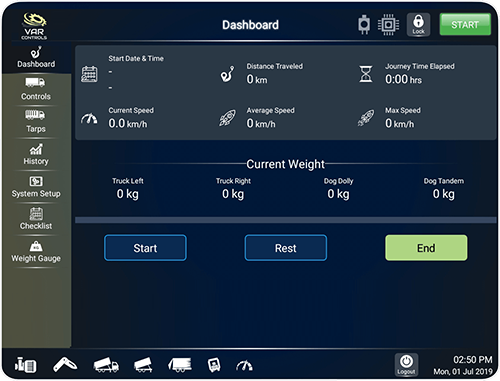 VAR
CONTROLS
Dashboard
Lock
START
Dashboard
Controls
Tarps
History
System Setup
Checklist
Weight Gauge
Start Date & Time
-
-
Distance Traveled
0 km
Journey Time Elapsed
0:00 hrs
Current Speed
0.0 km/h
Average Speed
0 km/h
Max Speed
0 km/h
Current Weight
Truck Left
0 kg
Truck Right
0 kg
Dog Dolly
0 kg
Dog Tandem
0 kg
Start
Rest
End
KG
Logout
02:50 PM
Mon, 01 Jul 2019